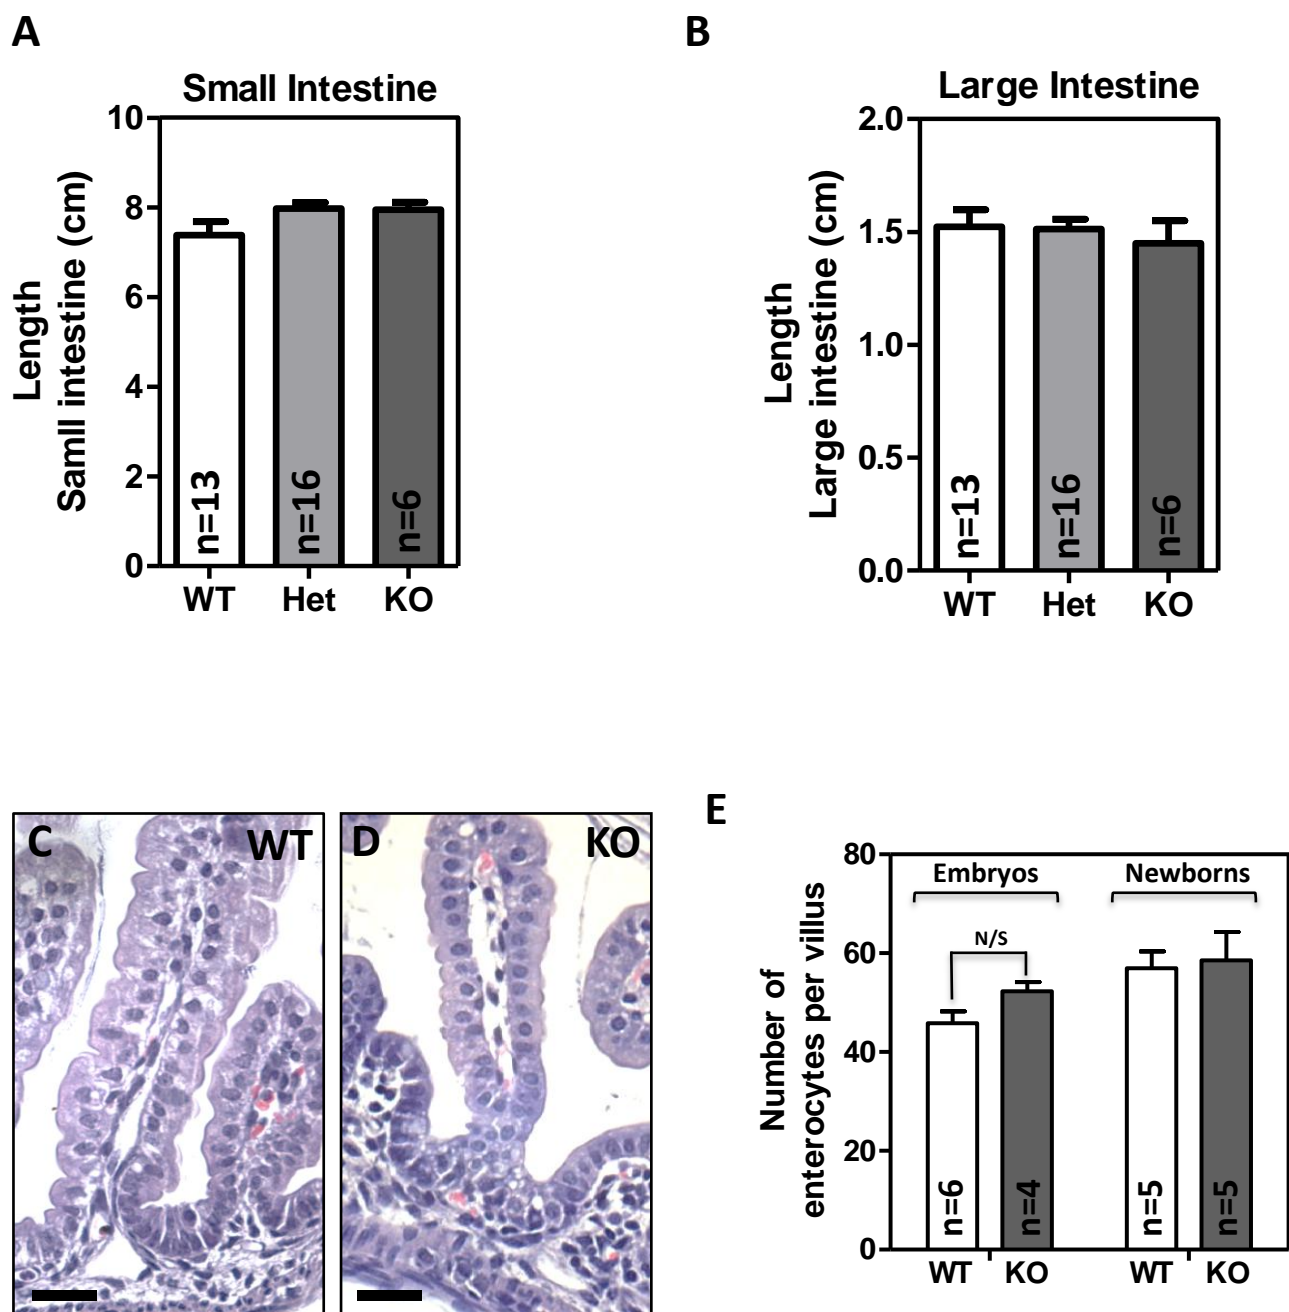 A
Small Intestine
Length
Samll intestine (cm)
10
8
6
4
2
0
n=13
n=16
n=6
WT
Het
KO
B
Large Intestine
Length
Large intestine (cm)
2.0
1.5
1.0
0.5
0.0
n=13
n=16
n=6
WT
Het
KO
C
WT
D
KO
E
Number of
enterocytes per villus
80
60
40
20
0
Embryos
Newborns
N/S
n=6
n=4
n=5
n=5
WT
KO
WT
KO